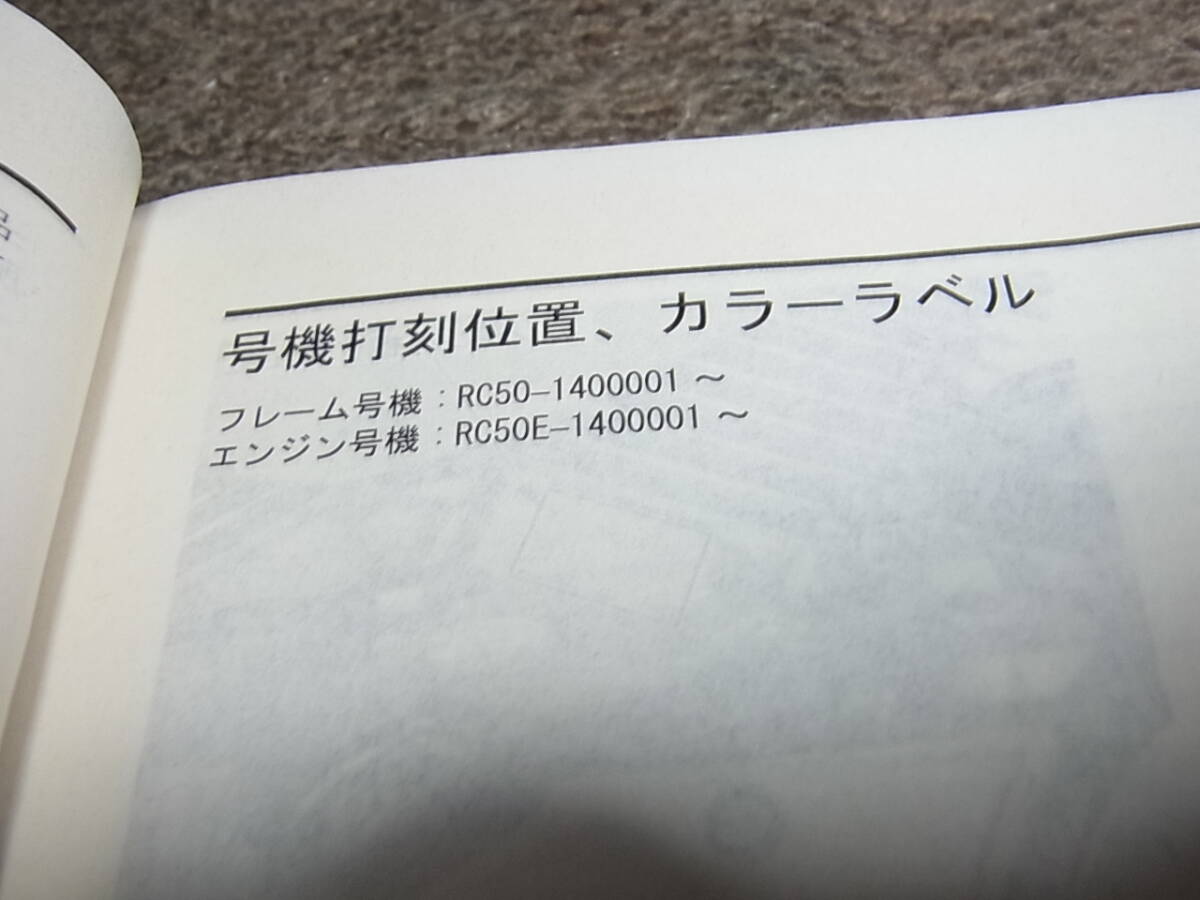 号機打刻位置、カラーラベル
フレーム号機：RC50-1400001 ～
エンジン号機：RC50E-1400001 ～